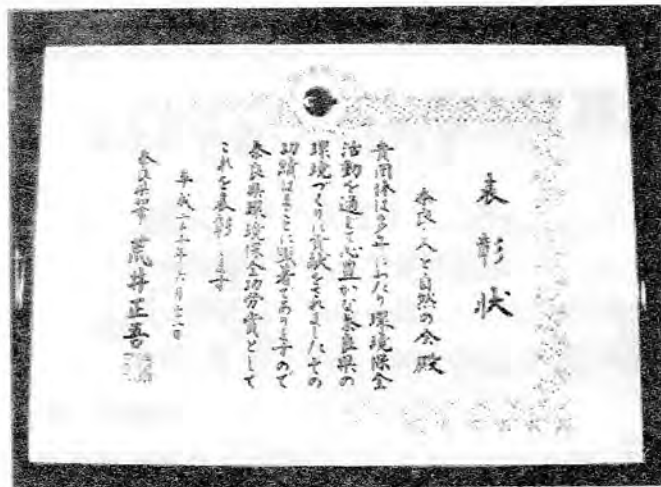 表彰状
奈良・人と自然の会殿
貴団体は多年にわたり環境保全
活動を通じて心豊かな奈良県の
環境づくりに貢献をされましたその
功績はまことに顕著でありますので
奈良県環境保全功労賞として
これを表彰します
平成二十一年六月
奈良県知事 荒井正吾